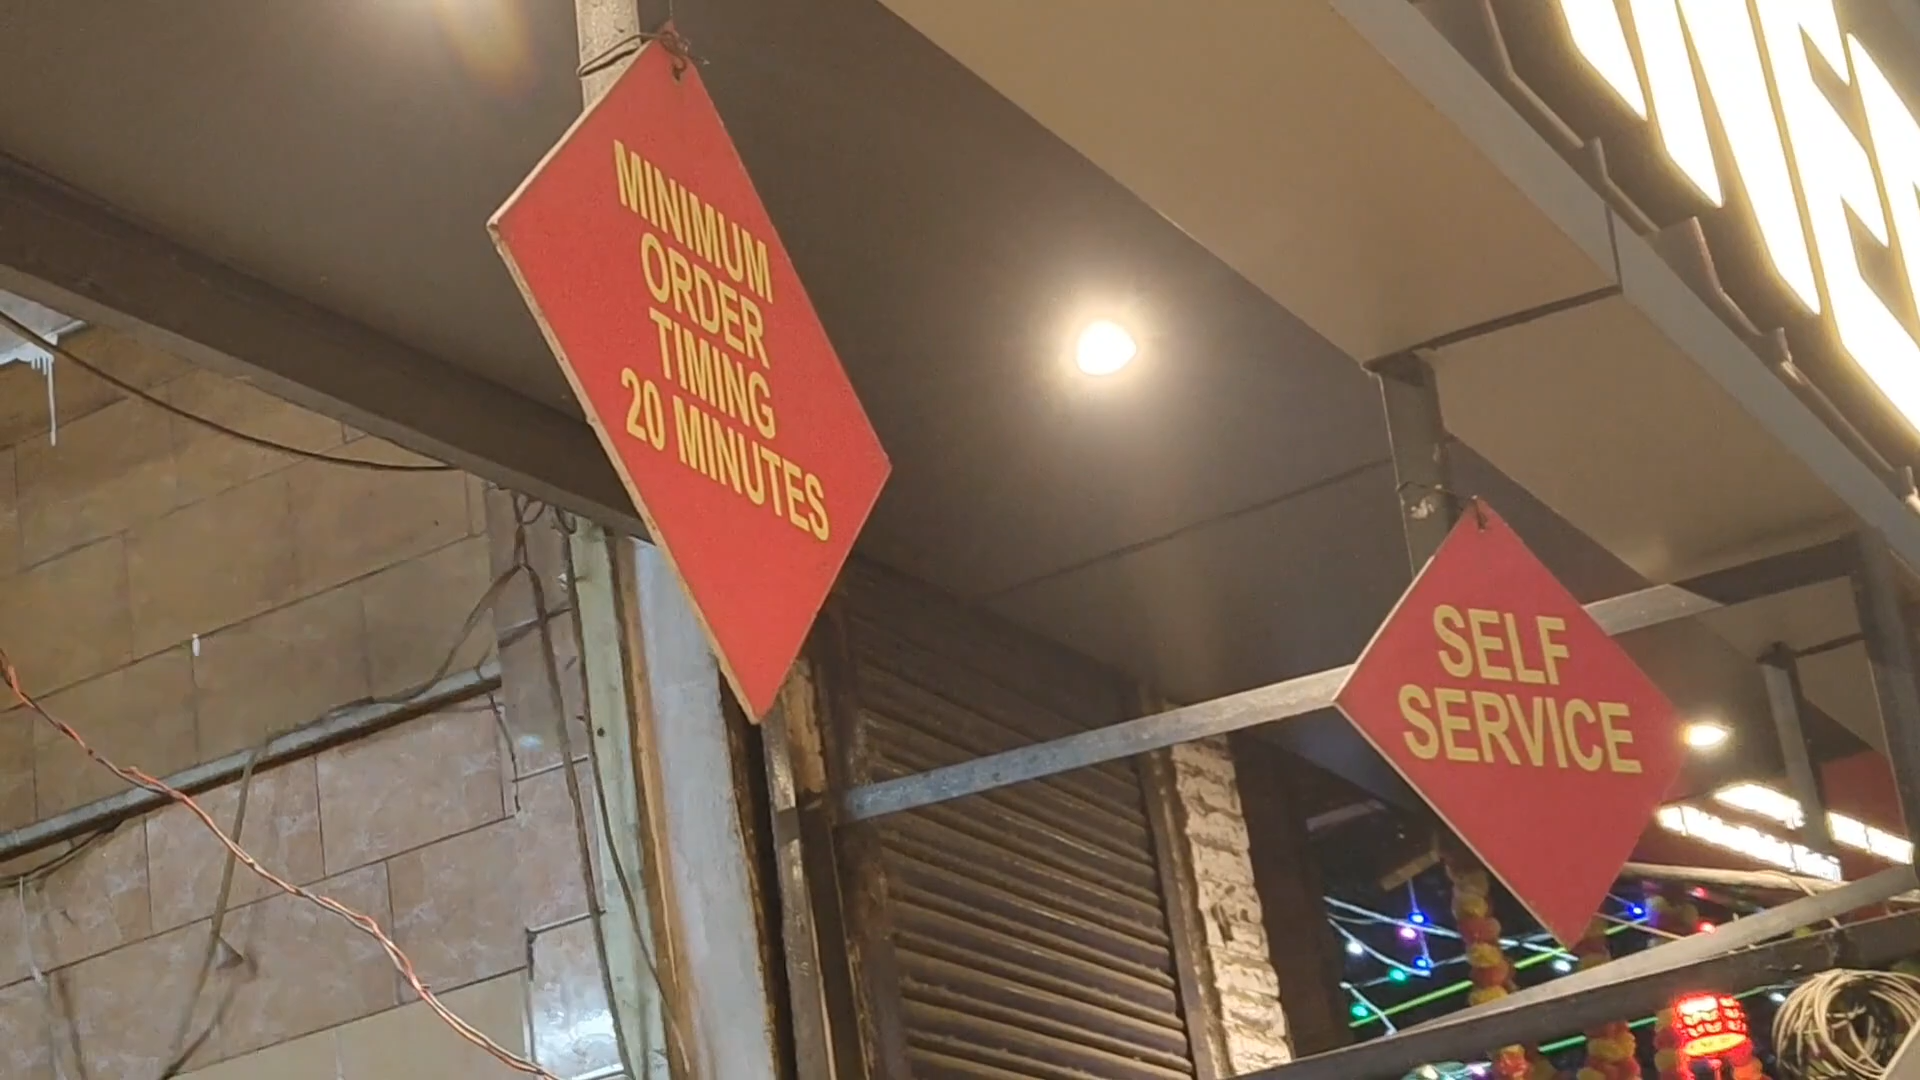 MINIMUM
ORDER
TIMING
20 MINUTES
SELF
SERVICE